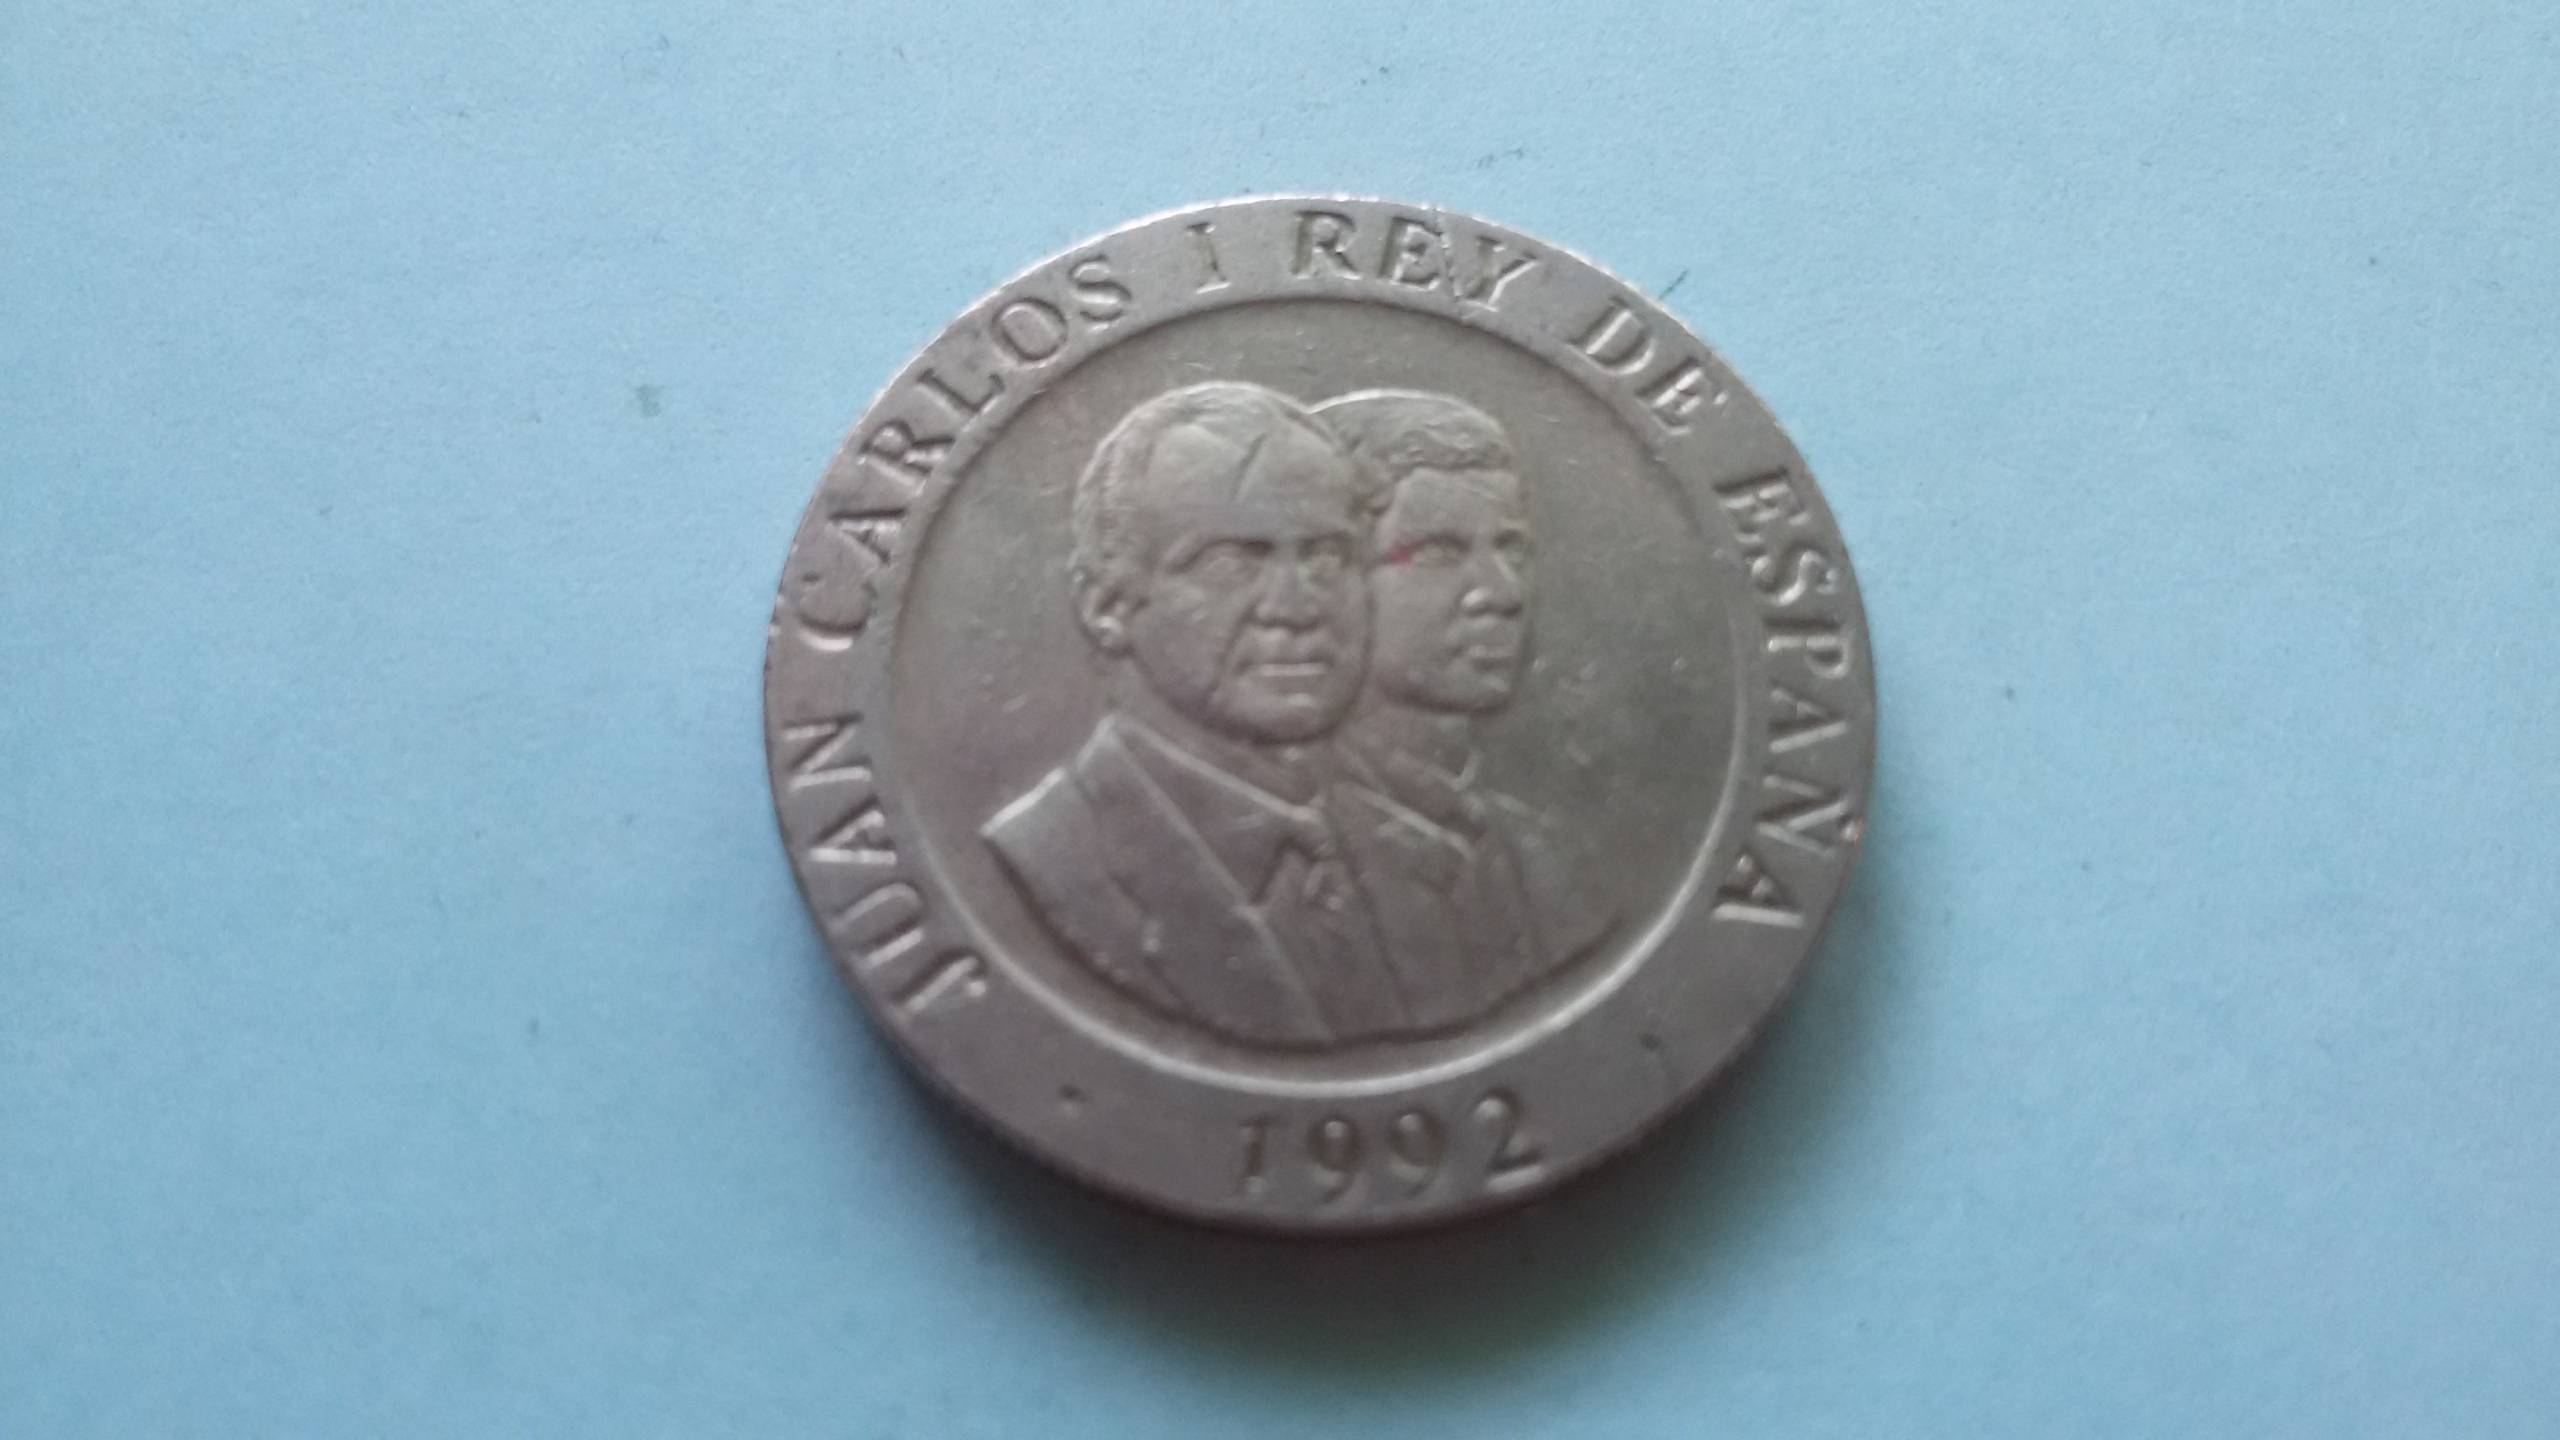 JUAN CARLOS I REY DE ESPAÑA
1992